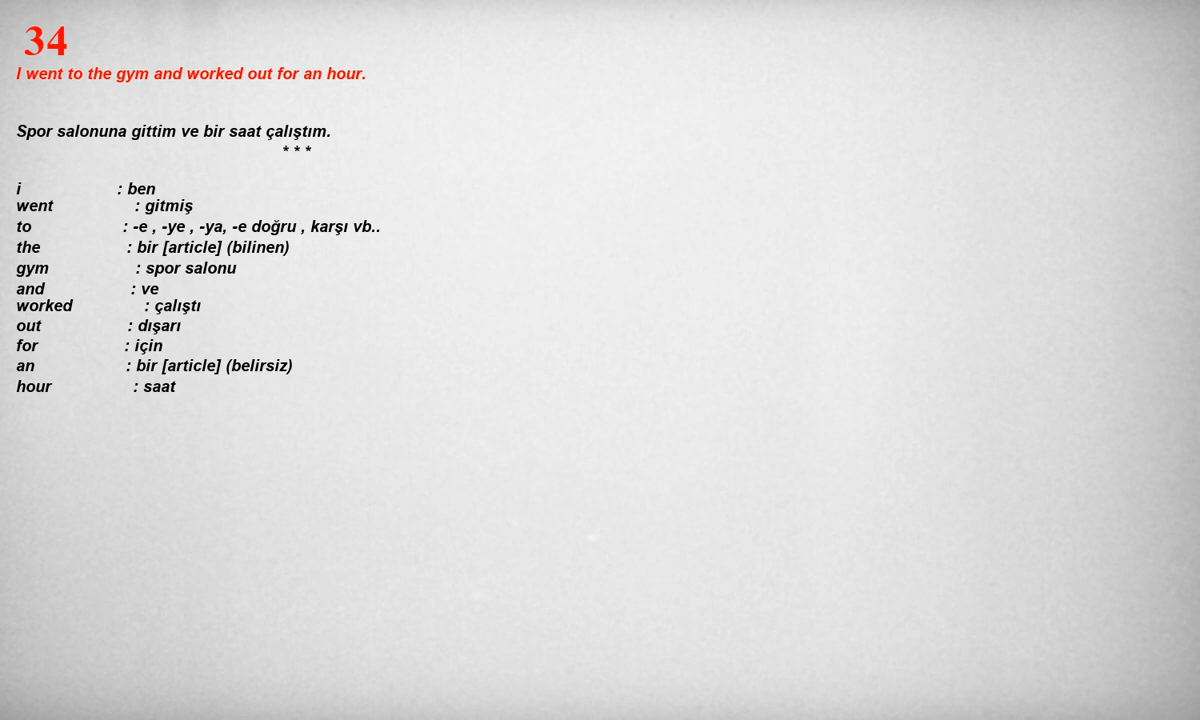 34
I went to the gym and worked out for an hour.
Spor salonuna gittim ve bir saat çalıştım.
* * *
i : ben
went : gitmiş
to : -e , -ye , -ya, -e doğru , karşı vb..
the : bir [article] (bilinen)
gym : spor salonu
and : ve
worked : çalıştı
out : dışarı
for : için
an : bir [article] (belirsiz)
hour : saat